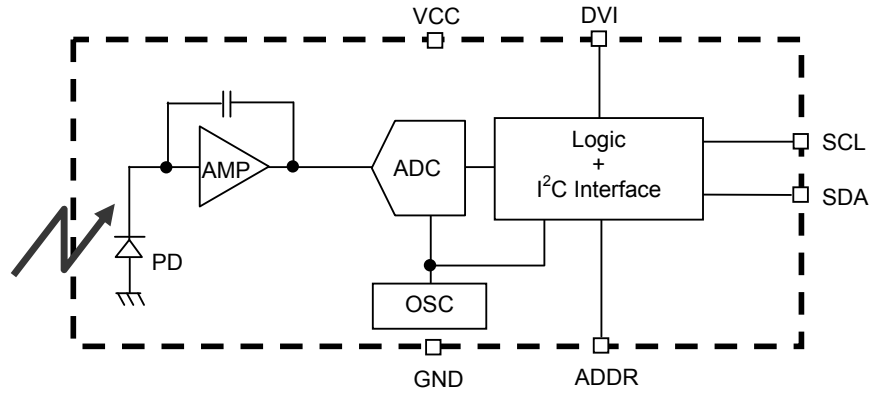 VCC
DVI
AMP
ADC
Logic
+
I²C Interface
SCL
SDA
PD
OSC
GND
ADDR